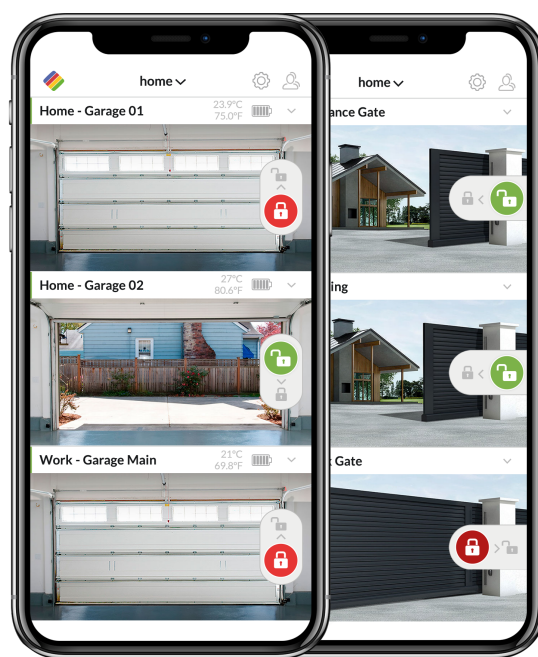 home
Home - Garage 01
23.9°C
75.0°F
Home - Garage 02
27°C
80.6°F
Work - Garage Main
21°C
69.8°F
home
ance Gate
ing
Gate